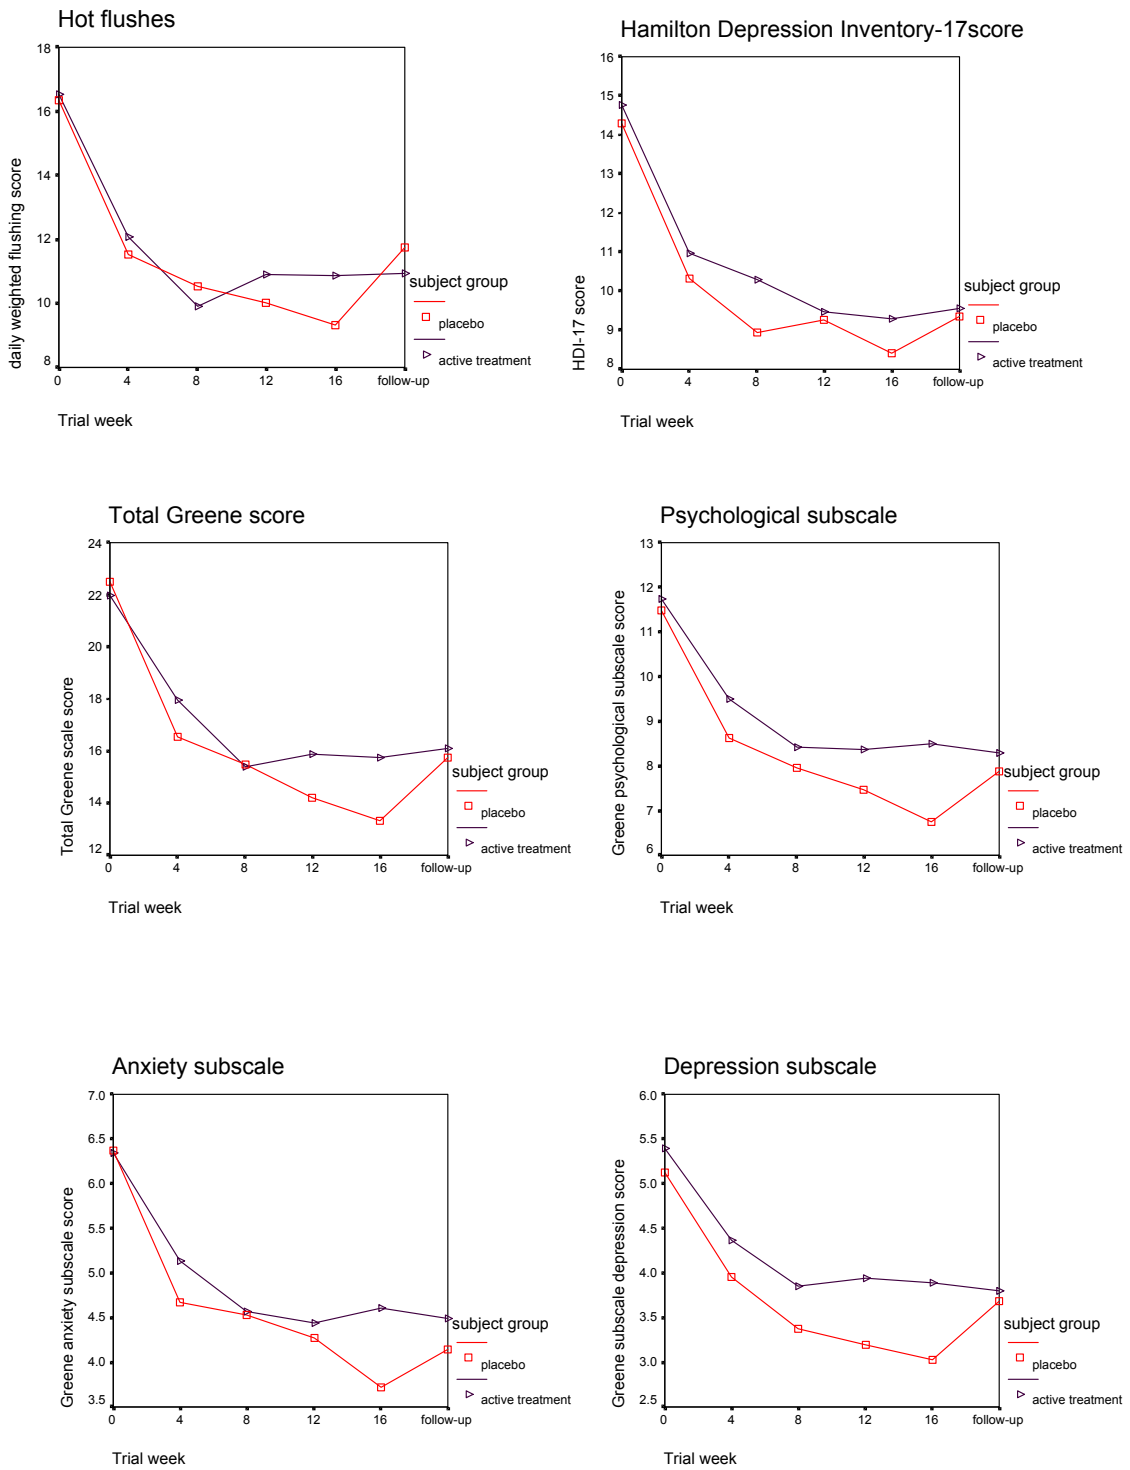 Hot flushes
daily weighted flushing score
18
16
14
12
10
8
0 4 8 12 16 follow-up
Trial week
subject group
placebo
active treatment
Hamilton Depression Inventory-17score
HDI-17 score
16
15
14
13
12
11
10
9
8
0 4 8 12 16 follow-up
Trial week
subject group
placebo
active treatment
Total Greene score
Total Greene scale score
24
22
20
18
16
14
12
0 4 8 12 16 follow-up
Trial week
subject group
placebo
active treatment
Psychological subscale
Greene psychological subscale score
13
12
11
10
9
8
7
6
0 4 8 12 16 follow-up
Trial week
subject group
placebo
active treatment
Anxiety subscale
Greene anxiety subscale score
7.0
6.5
6.0
5.5
5.0
4.5
4.0
3.5
0 4 8 12 16 follow-up
Trial week
subject group
placebo
active treatment
Depression subscale
Greene subscale depression score
6.0
5.5
5.0
4.5
4.0
3.5
3.0
2.5
0 4 8 12 16 follow-up
Trial week
subject group
placebo
active treatment